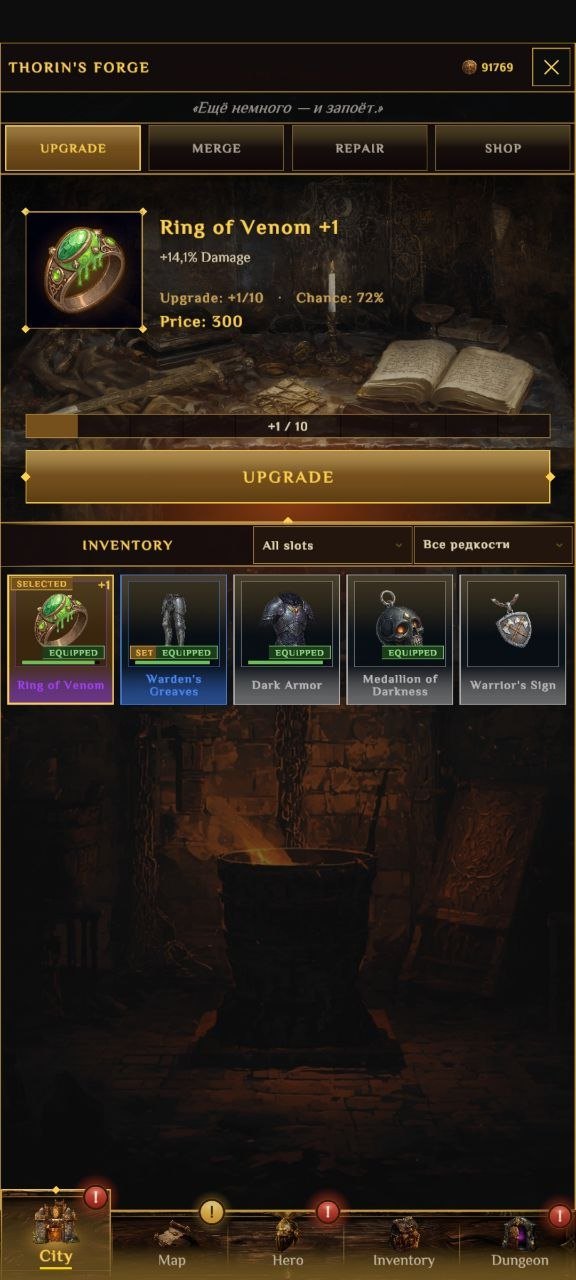 THORIN'S FORGE
91769
«Ещё немного — и запоёт.»
UPGRADE
MERGE
REPAIR
SHOP
Ring of Venom +1
+14,1% Damage
Upgrade: +1/10 · Chance: 72%
Price: 300
+1 / 10
UPGRADE
INVENTORY
All slots
Все редкости
SELECTED
+1
EQUIPPED
Ring of Venom
SET EQUIPPED
Warden's
Greaves
EQUIPPED
Dark Armor
EQUIPPED
Medallion of
Darkness
Warrior's Sign
!
City
!
Map
!
Hero
Inventory
!
Dungeon